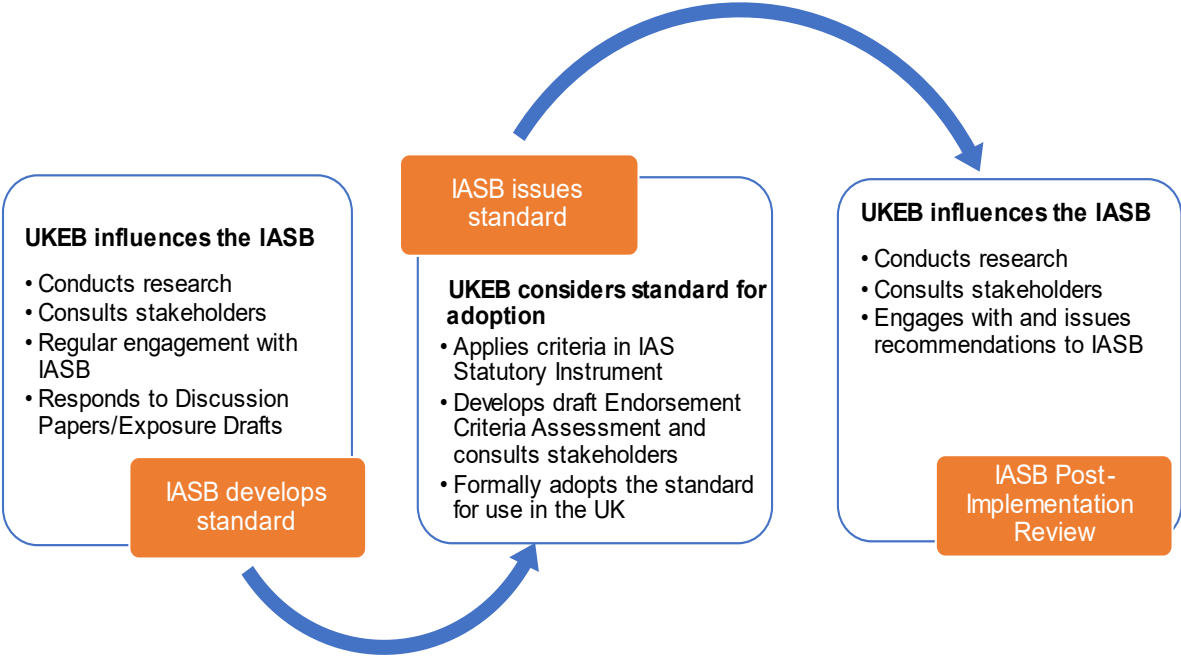 UKEB influences the IASB
• Conducts research
• Consults stakeholders
• Regular engagement with
IASB
• Responds to Discussion
Papers/Exposure Drafts
IASB develops
standard
IASB issues
standard
UKEB considers standard for
adoption
• Applies criteria in IAS
Statutory Instrument
• Develops draft Endorsement
Criteria Assessment and
consults stakeholders
• Formally adopts the standard
for use in the UK
UKEB influences the IASB
• Conducts research
• Consults stakeholders
• Engages with and issues
recommendations to IASB
IASB Post-
Implementation
Review